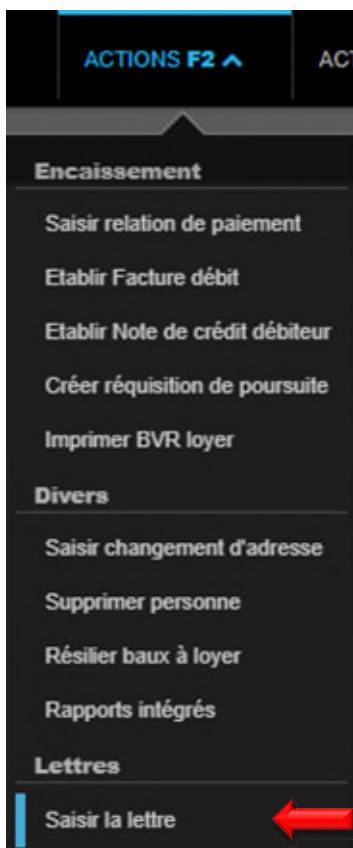 ACTIONS F2
ACT
Encaissement
Saisir relation de paiement
Etablir Facture débit
Etablir Note de crédit débiteur
Créer réquisition de poursuite
Imprimer BVR loyer
Divers
Saisir changement d'adresse
Supprimer personne
Résilier baux à loyer
Rapports intégrés
Lettres
Saisir la lettre